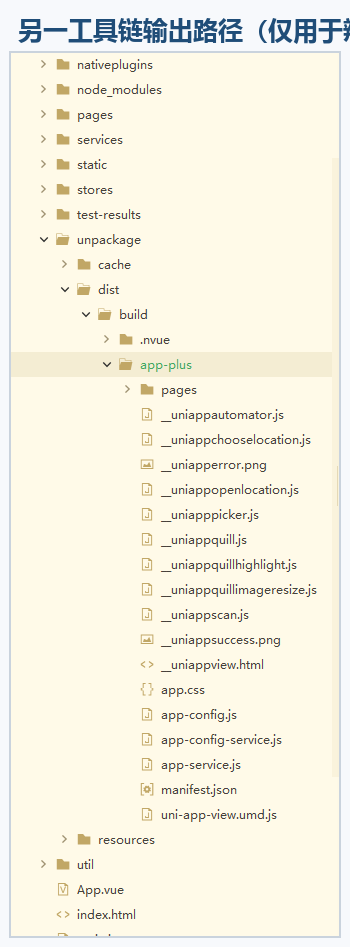 另一工具链输出路径（仅用于
nativeplugins
node_modules
pages
services
static
stores
test-results
unpackage
cache
dist
build
.nvue
app-plus
pages
__uniappautomator.js
__uniappchooselocation.js
__uniapperror.png
__uniappopenlocation.js
__uniapppicker.js
__uniappquill.js
__uniappquillhighlight.js
__uniappquillimageresize.js
__uniappscan.js
__uniappsuccess.png
__uniappview.html
app.css
app-config.js
app-config-service.js
app-service.js
manifest.json
uni-app-view.umd.js
resources
util
App.vue
index.html